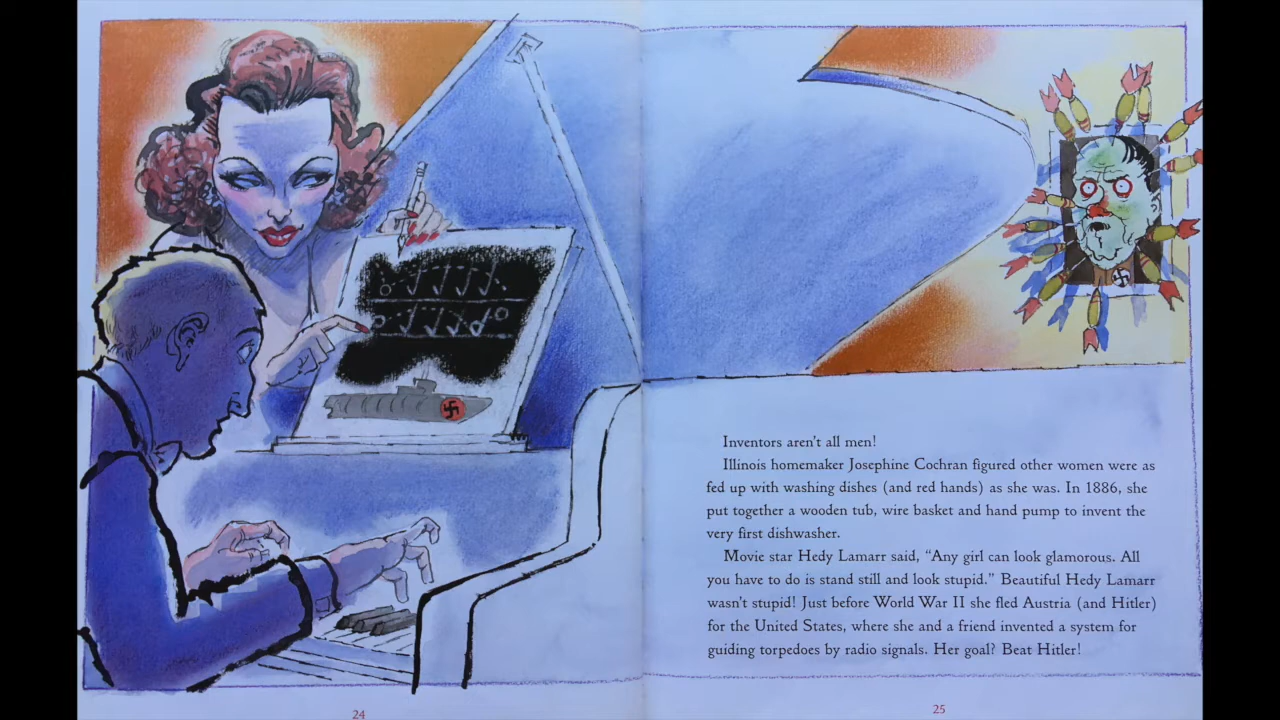 Inventors aren't all men!
Illinois homemaker Josephine Cochran figured other women were as
fed up with washing dishes (and red hands) as she was. In 1886, she
put together a wooden tub, wire basket and hand pump to invent the
very first dishwasher.
Movie star Hedy Lamarr said, “Any girl can look glamorous. All
you have to do is stand still and look stupid.” Beautiful Hedy Lamarr
wasn't stupid! Just before World War II she fled Austria (and Hitler)
for the United States, where she and a friend invented a system for
guiding torpedoes by radio signals. Her goal? Beat Hitler!
24
25